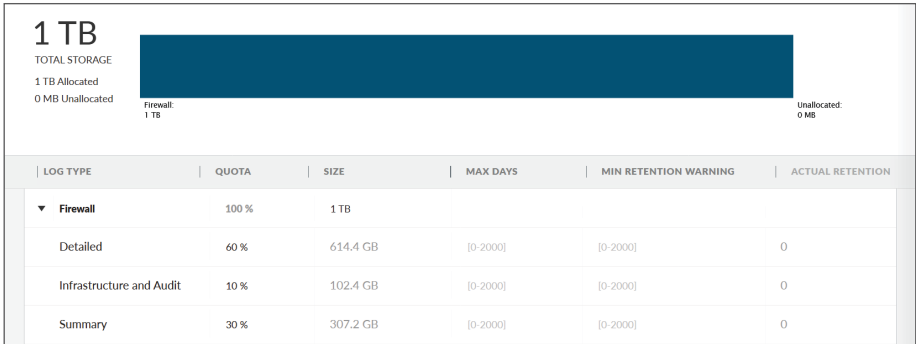 1 TB
TOTAL STORAGE
1 TB Allocated
0 MB Unallocated
Firewall:
1 TB
Unallocated:
0 MB
LOG TYPE QUOTA SIZE MAX DAYS MIN RETENTION WARNING ACTUAL RETENTION
Firewall 100 % 1 TB
Detailed 60 % 614.4 GB [0-2000] [0-2000] 0
Infrastructure and Audit 10 % 102.4 GB [0-2000] [0-2000] 0
Summary 30 % 307.2 GB [0-2000] [0-2000] 0